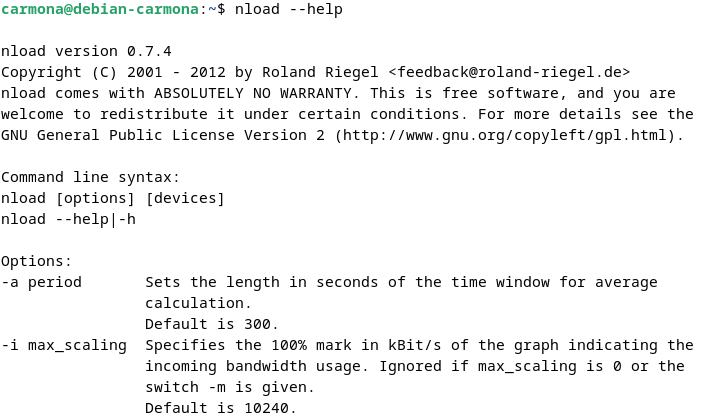 carmona@debian-carmona:~$ nload --help
nload version 0.7.4
Copyright (C) 2001 - 2012 by Roland Riegel <feedback@roland-riegel.de>
nload comes with ABSOLUTELY NO WARRANTY. This is free software, and you are
welcome to redistribute it under certain conditions. For more details see the
GNU General Public License Version 2 (http://www.gnu.org/copyleft/gpl.html).
Command line syntax:
nload [options] [devices]
nload --help|-h
Options:
-a period       Sets the length in seconds of the time window for average
                calculation.
                Default is 300.
-i max_scaling  Specifies the 100% mark in kBit/s of the graph indicating the
                incoming bandwidth usage. Ignored if max_scaling is 0 or the
                switch -m is given.
                Default is 10240.